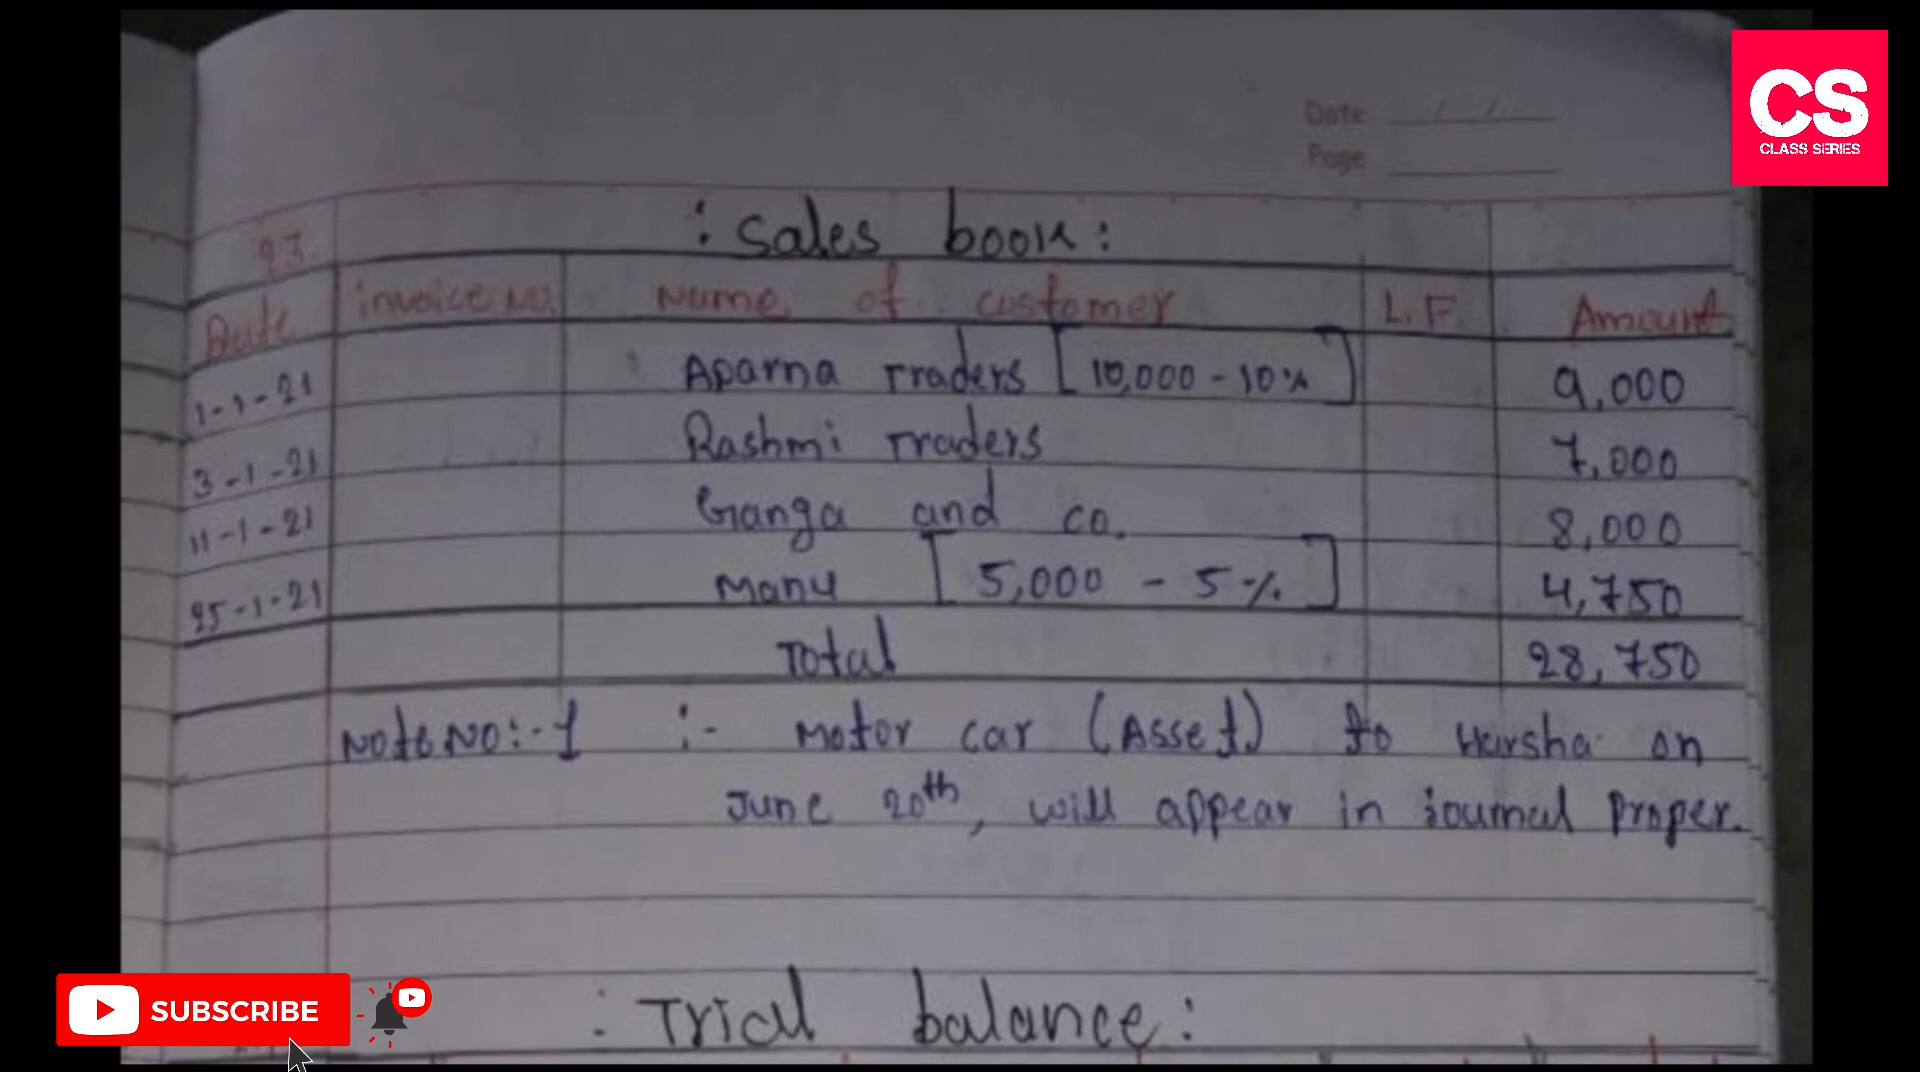 Date / /
Page
CS
CLASS SERIES
23.
: Sales book :
Date invoice No. Name of customer L.F. Amount
1-1-21 Aparna Traders [10,000 - 10%] 9,000
3-1-21 Rashmi Traders 7,000
11-1-21 Ganga and co. 8,000
25-1-21 Manu [5,000 - 5%] 4,750
Total 28,750
Note No:-1 :- Motor car (Asset) to Harsha on
June 20th, will appear in journal proper.
: Trial balance :
SUBSCRIBE